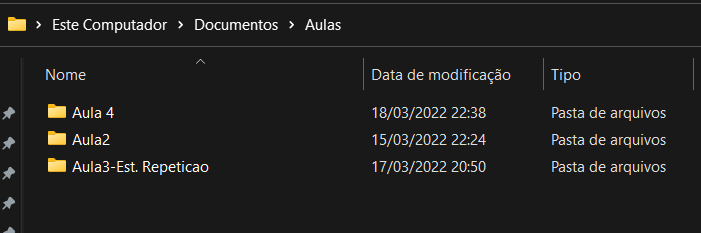 Este Computador > Documentos > Aulas
Nome Data de modificação Tipo
Aula 4 18/03/2022 22:38 Pasta de arquivos
Aula2 15/03/2022 22:24 Pasta de arquivos
Aula3-Est. Repeticao 17/03/2022 20:50 Pasta de arquivos